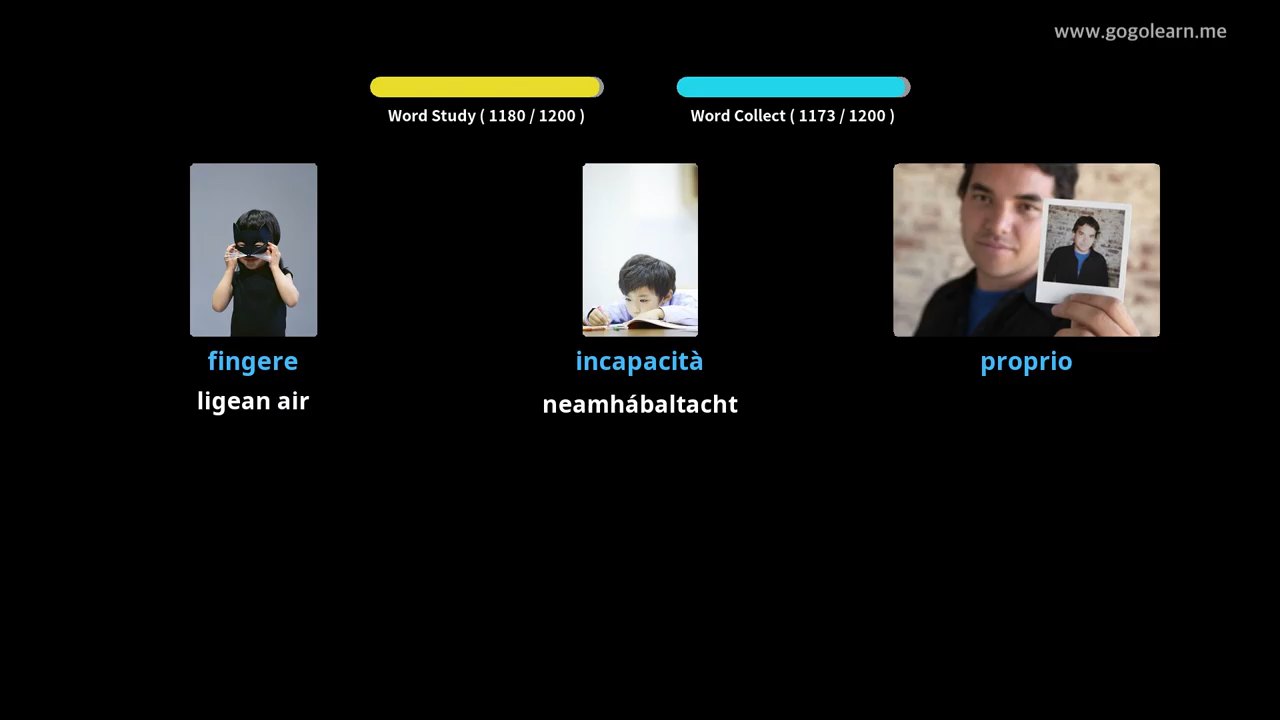 www.gogolearn.me
Word Study ( 1180 / 1200 )
Word Collect ( 1173 / 1200 )
fingere
incapacità
proprio
ligean air
neamhábaltacht